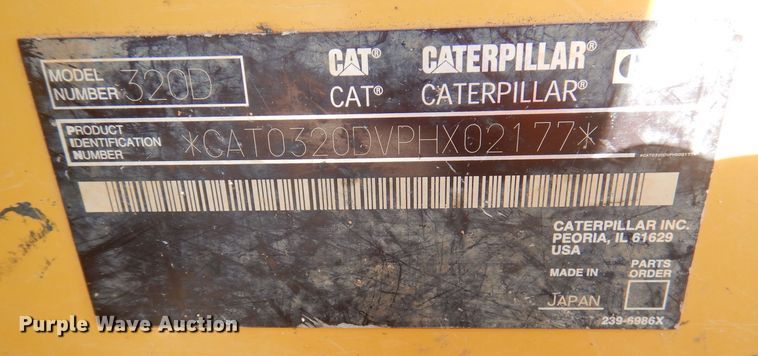 MODEL NUMBER 320D
CAT® CATERPILLAR®
CAT® CATERPILLAR®
PRODUCT IDENTIFICATION NUMBER *CAT0320DVPHX02177*
CATERPILLAR INC.
PEORIA, IL 61629
USA
MADE IN
PARTS ORDER
JAPAN
239-6986X
Purple Wave Auction